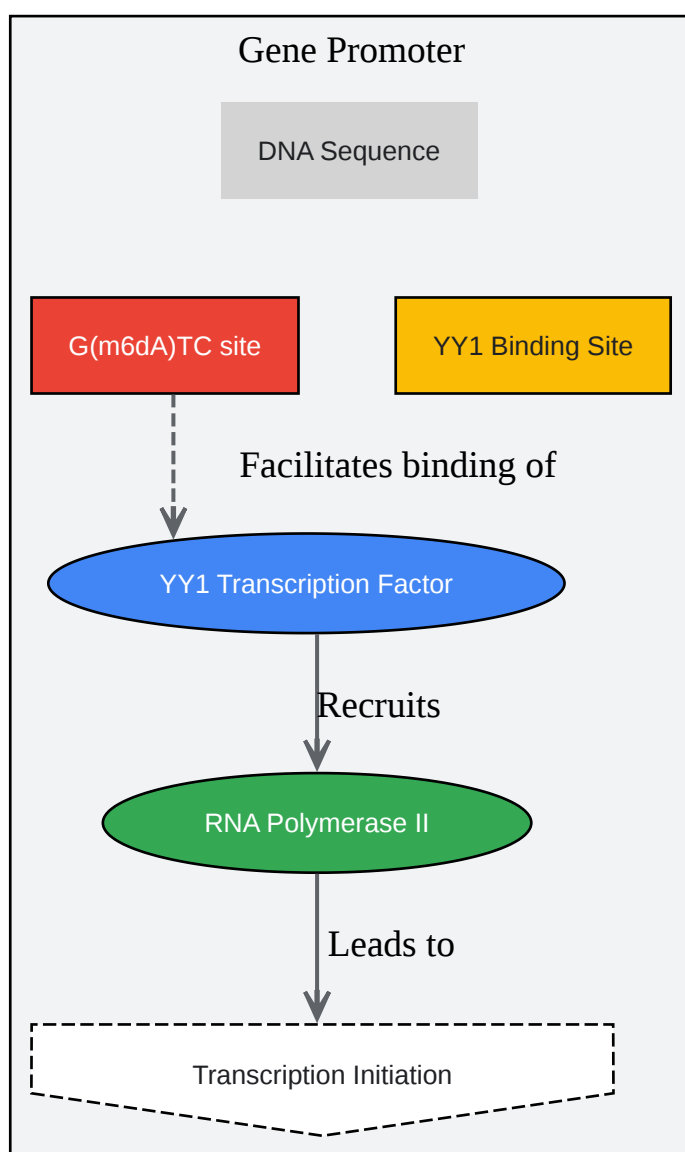 Gene Promoter
DNA Sequence
G(m6dA)TC site
YY1 Binding Site
Facilitates binding of
YY1 Transcription Factor
Recruits
RNA Polymerase II
Leads to
Transcription Initiation